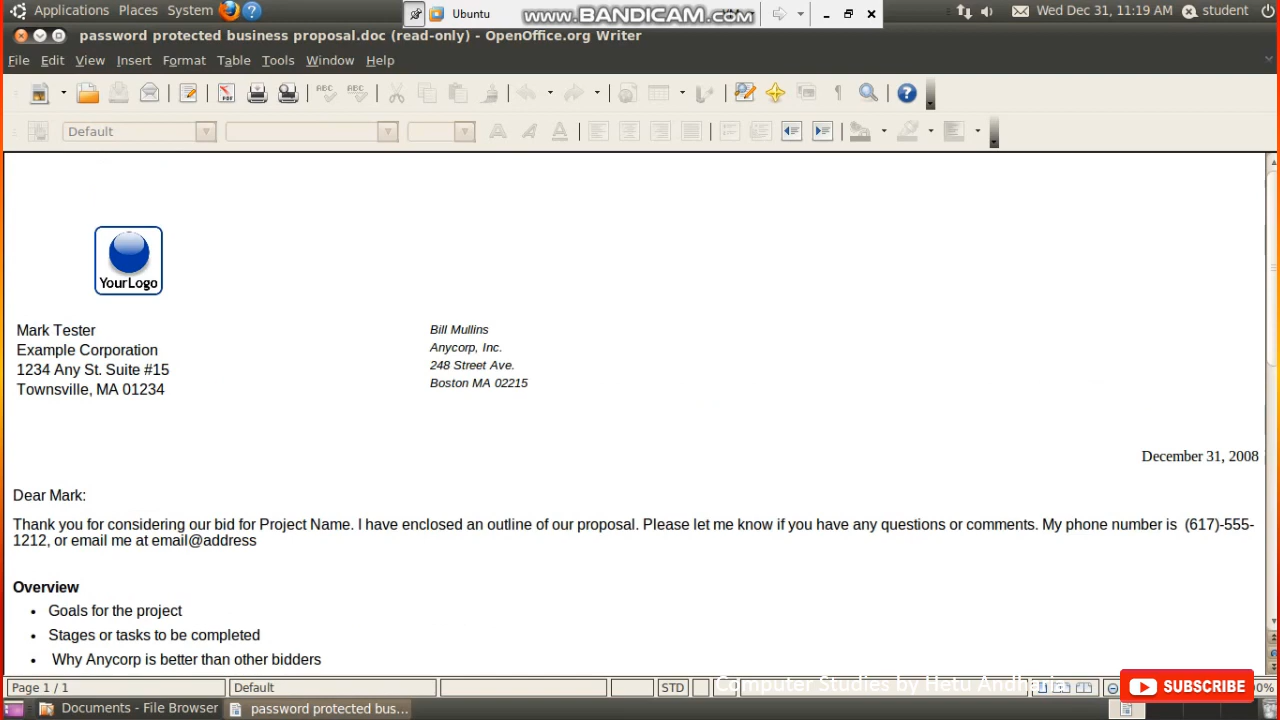 Applications Places System
Ubuntu
www.BANDICAM.com
Wed Dec 31, 11:19 AM student
password protected business proposal.doc (read-only) - OpenOffice.org Writer
File Edit View Insert Format Table Tools Window Help
Default
YourLogo
Mark Tester
Example Corporation
1234 Any St. Suite #15
Townsville, MA 01234
Bill Mullins
Anycorp, Inc.
248 Street Ave.
Boston MA 02215
December 31, 2008
Dear Mark:
Thank you for considering our bid for Project Name. I have enclosed an outline of our proposal. Please let me know if you have any questions or comments. My phone number is (617)-555-
1212, or email me at email@address
Overview
• Goals for the project
• Stages or tasks to be completed
• Why Anycorp is better than other bidders
Page 1 / 1 Default STD
Computer Studies by Hetu Andharia
SUBSCRIBE
Documents - File Browser password protected bus...